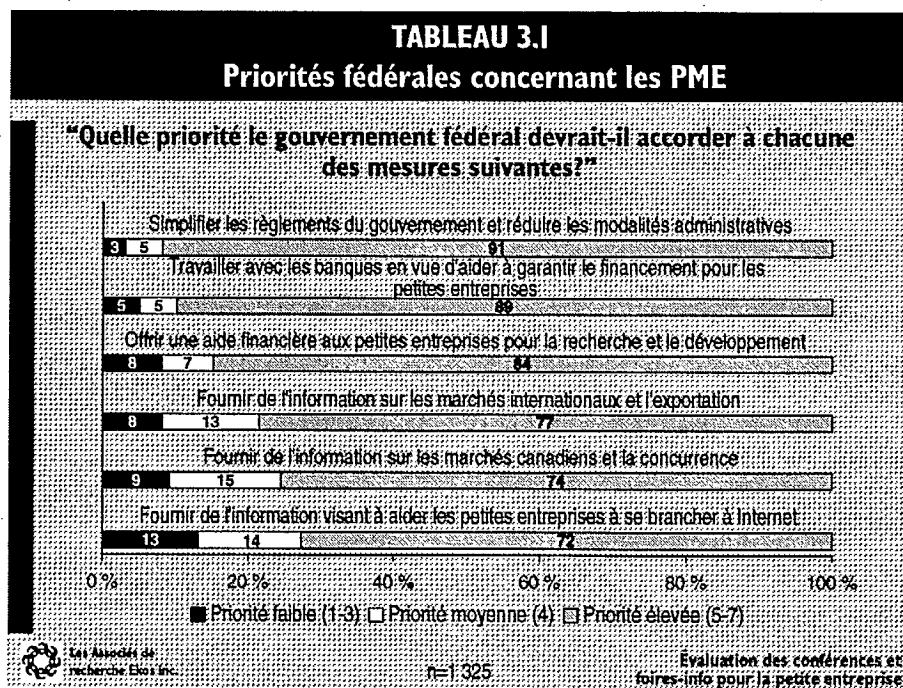 TABLEAU 3.1
Priorités fédérales concernant les PME
"Quelle priorité le gouvernement fédéral devrait-il accorder à chacune
des mesures suivantes?"
Simplifier les règlements du gouvernement et réduire les modalités administratives
3 5 91
Travailler avec les banques en vue d'aider à garantir le financement pour les
petites entreprises
5 5 89
Offrir une aide financière aux petites entreprises pour la recherche et le développement
8 7 84
Fournir de l'information sur les marchés internationaux et l'exportation
8 13 77
Fournir de l'information sur les marchés canadiens et la concurrence
9 15 74
Fournir de l'information visant à aider les petites entreprises à se brancher à Internet
13 14 72
0 % 20 % 40 % 60 % 80 % 100 %
Priorité faible (1-3) Priorité moyenne (4) Priorité élevée (5-7)
Les Associés de
recherche Ekos Inc.
n=1 325
Évaluation des conférences et
foires-info pour la petite entreprise